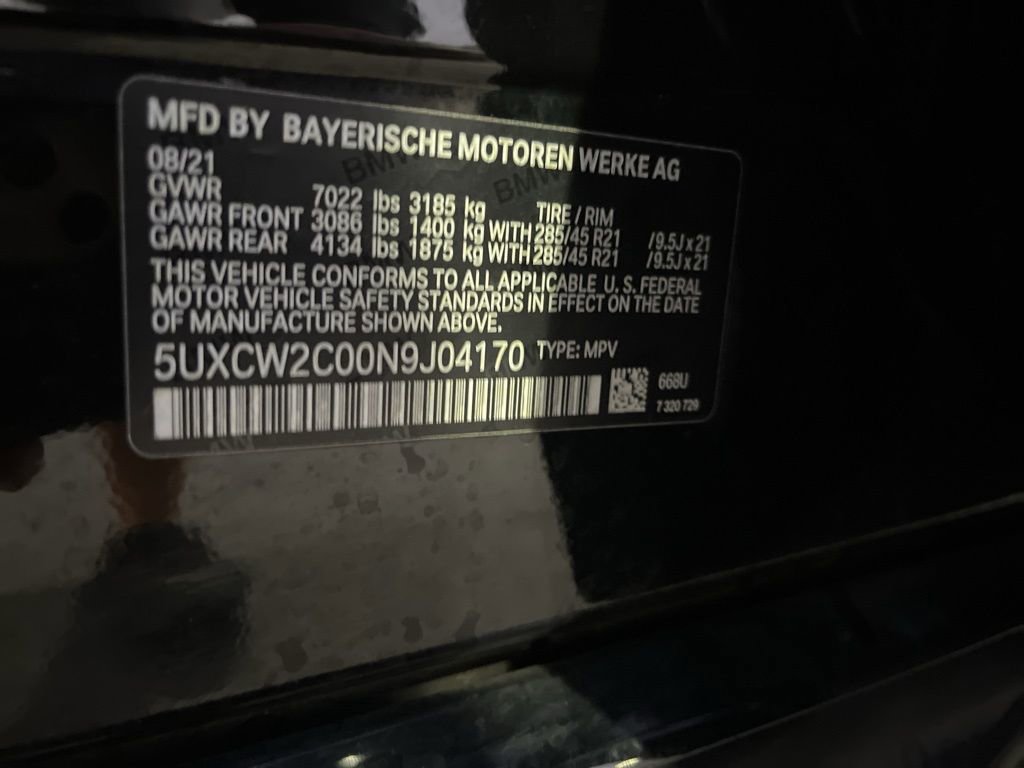 MFD BY BAYERISCHE MOTOREN WERKE AG
08/21
GVWR 7022 lbs 3185 kg TIRE / RIM
GAWR FRONT 3086 lbs 1400 kg WITH 285/45 R21 /9.5J x 21
GAWR REAR 4134 lbs 1875 kg WITH 285/45 R21 /9.5J x 21
THIS VEHICLE CONFORMS TO ALL APPLICABLE U.S. FEDERAL
MOTOR VEHICLE SAFETY STANDARDS IN EFFECT ON THE DATE
OF MANUFACTURE SHOWN ABOVE.
5UXCW2C00N9J04170 TYPE: MPV
668U
7 320 729